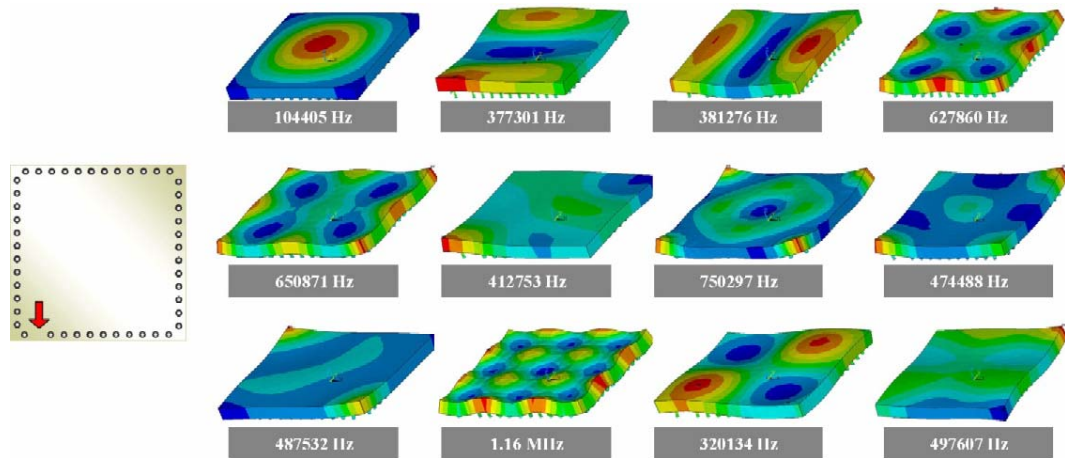 104405 Hz
377301 Hz
381276 Hz
627860 Hz
650871 Hz
412753 Hz
750297 Hz
474488 Hz
487532 Hz
1.16 MHz
320134 Hz
497607 Hz